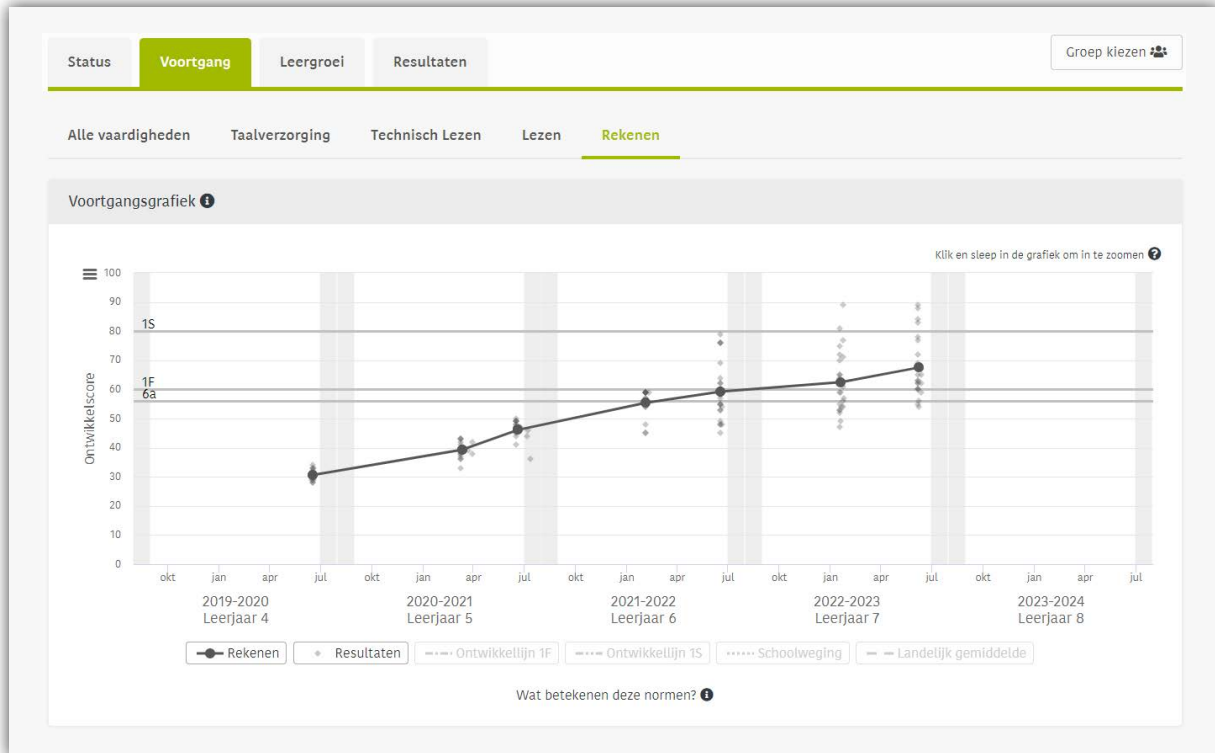 Status Voortgang Leergroei Resultaten Groep kiezen
Alle vaardigheden Taalverzorging Technisch Lezen Lezen Rekenen
Voortgangsgrafiek
Klik en sleep in de grafiek om in te zoomen
Ontwikkelscore
100
90
80
70
60
50
40
30
20
10
0
1S
1F
6a
okt jan apr jul okt jan apr jul okt jan apr jul okt jan apr jul okt jan apr jul
2019-2020 2020-2021 2021-2022 2022-2023 2023-2024
Leerjaar 4 Leerjaar 5 Leerjaar 6 Leerjaar 7 Leerjaar 8
Rekenen Resultaten Ontwikkellijn 1F Ontwikkellijn 1S Schoolweging Landelijk gemiddelde
Wat betekenen deze normen?